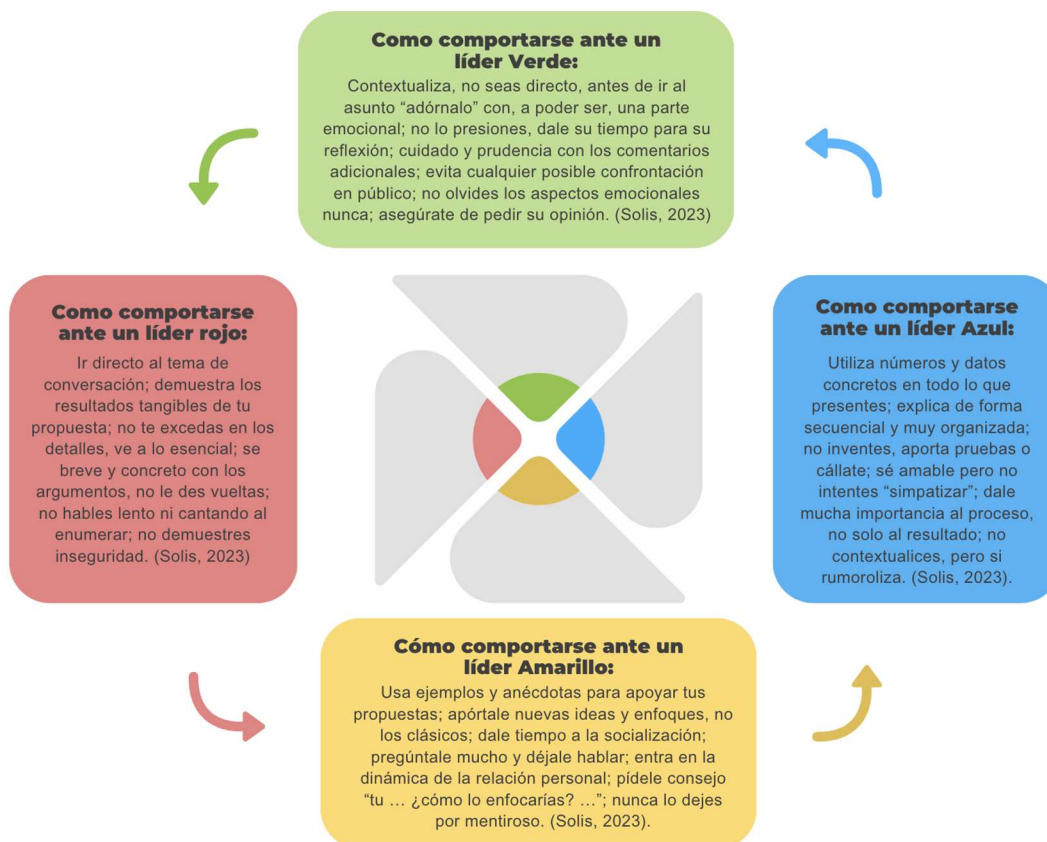 Como comportarse ante un
líder Verde:
Contextualiza, no seas directo, antes de ir al
asunto “adórnalo” con, a poder ser, una parte
emocional; no lo presiones, dale su tiempo para su
reflexión; cuidado y prudencia con los comentarios
adicionales; evita cualquier posible confrontación
en público; no olvides los aspectos emocionales
nunca; asegúrate de pedir su opinión. (Solis, 2023)
Como comportarse
ante un líder rojo:
Ir directo al tema de
conversación; demuestra los
resultados tangibles de tu
propuesta; no te excedas en los
detalles, ve a lo esencial; se
breve y concreto con los
argumentos, no le des vueltas;
no hables lento ni cantando al
enumerar; no demuestres
inseguridad. (Solis, 2023)
Como comportarse
ante un líder Azul:
Utiliza números y datos
concretos en todo lo que
presentes; explica de forma
secuencial y muy organizada;
no inventes, aporta pruebas o
cállate; sé amable pero no
intentes “simpatizar”; dale
mucha importancia al proceso,
no solo al resultado; no
contextualices, pero si
rumoroliza. (Solis, 2023).
Cómo comportarse ante un
líder Amarillo:
Usa ejemplos y anécdotas para apoyar tus
propuestas; apórtale nuevas ideas y enfoques, no
los clásicos; dale tiempo a la socialización;
pregúntale mucho y déjale hablar; entra en la
dinámica de la relación personal; pídele consejo
“tu … ¿cómo lo enfocarías? …”; nunca lo dejes
por mentiroso. (Solis, 2023).